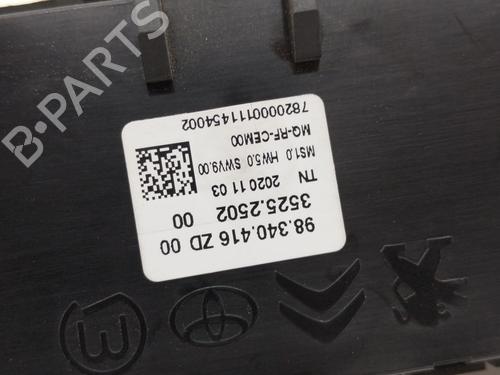 98.340.416 ZD 00
3525.2502 00
TN 2020 11 03
MS1.0 HW5.0 SWV9.00
MQ-RF-CEM00
782000011454002
B-PARTS